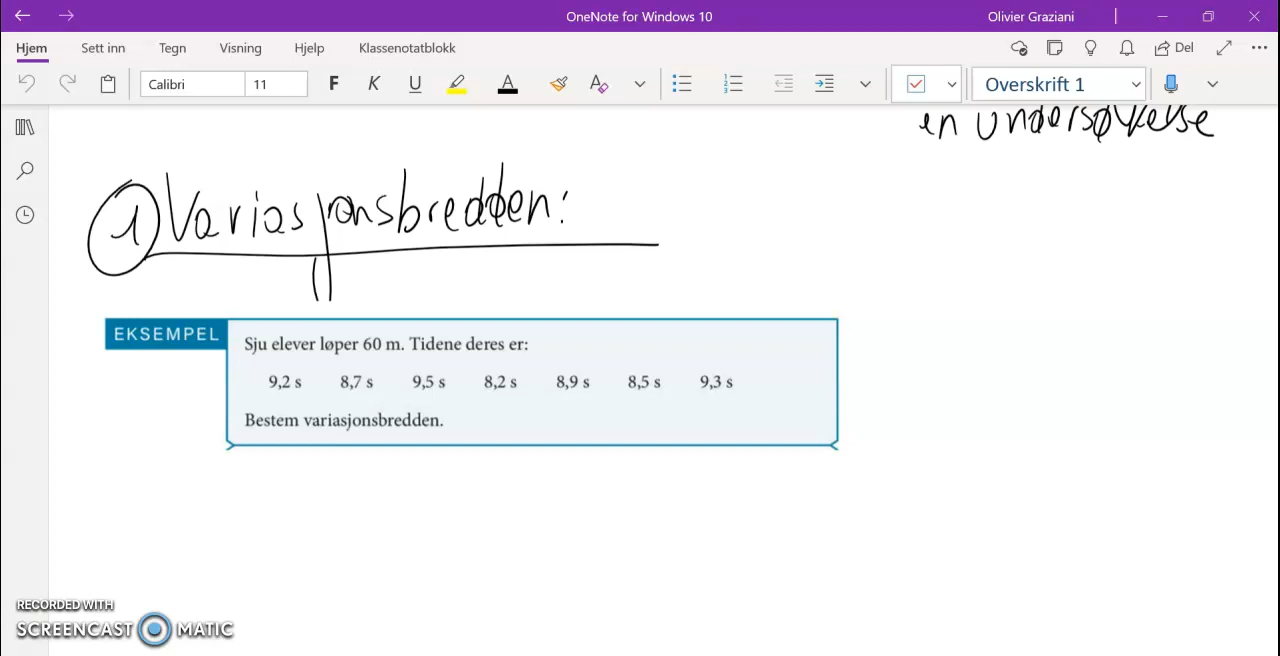 OneNote for Windows 10
Olivier Graziani
Hjem Sett inn Tegn Visning Hjelp Klassenotatblokk
Del
Calibri 11 F K U A A Overskrift 1
en undersøkelse
1 Variasjonsbredden:
EKSEMPEL
Sju elever løper 60 m. Tidene deres er:
9,2 s 8,7 s 9,5 s 8,2 s 8,9 s 8,5 s 9,3 s
Bestem variasjonsbredden.
RECORDED WITH
SCREENCAST MATIC